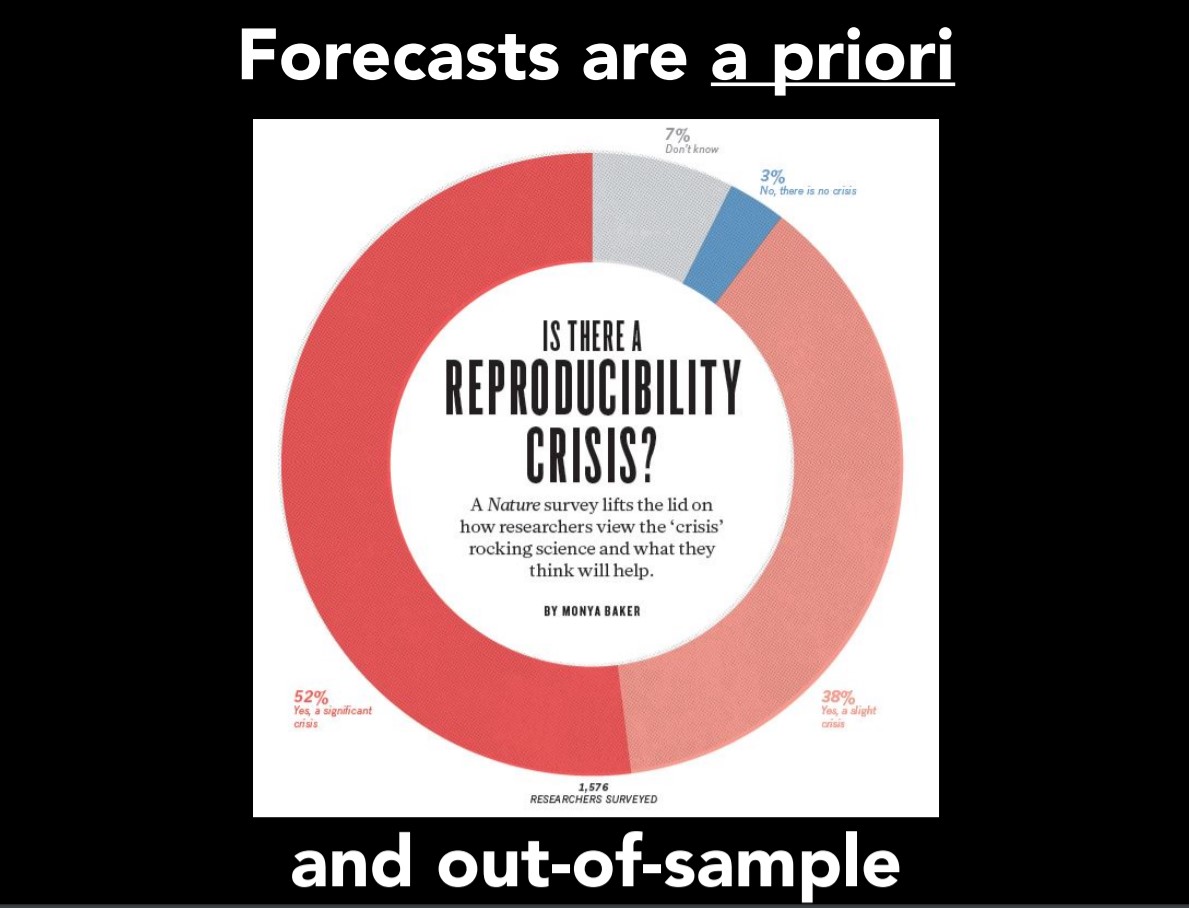 Forecasts are a priori
7%
Don't know
3%
No, there is no crisis
IS THERE A
REPRODUCIBILITY
CRISIS?
A Nature survey lifts the lid on
how researchers view the ‘crisis’
rocking science and what they
think will help.
BY MONYA BAKER
52%
Yes, a significant
crisis
38%
Yes, a slight
crisis
1,576
RESEARCHERS SURVEYED
and out-of-sample